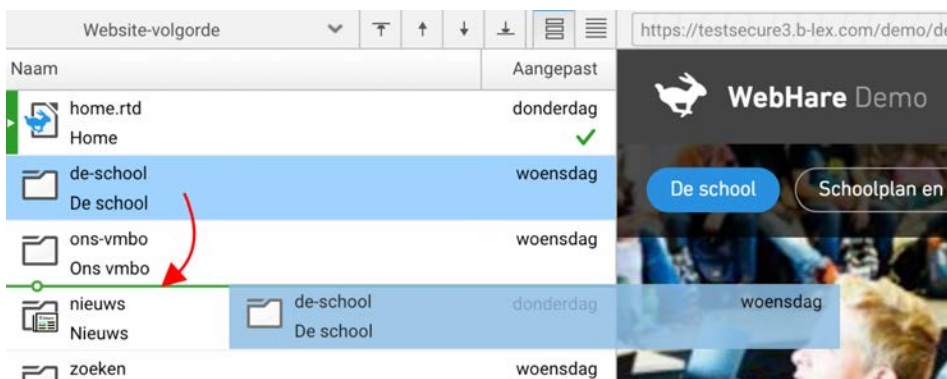 Website-volgorde
https://testsecure3.b-lex.com/demo/de
Naam Aangepast
WebHare Demo
home.rtd donderdag
Home
de-school woensdag
De school
De school Schoolplan en
ons-vmbo woensdag
Ons vmbo
nieuws de-school donderdag woensdag
Nieuws De school
zoeken woensdag